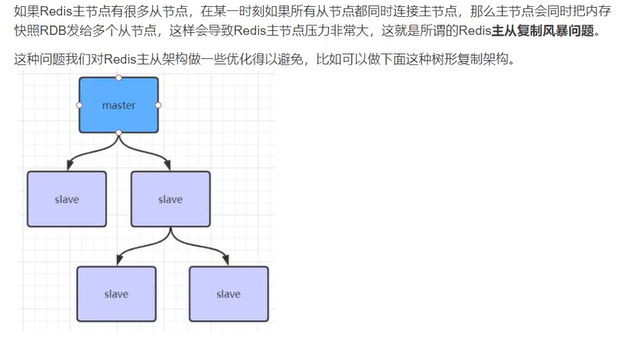 如果Redis主节点有很多从节点，在某一时刻如果所有从节点都同时连接主节点，那么主节点会同时把内存
快照RDB发给多个从节点，这样会导致Redis主节点压力非常大，这就是所谓的Redis主从复制风暴问题。
这种问题我们对Redis主从架构做一些优化得以避免，比如可以做下面这种树形复制架构。
master
slave
slave
slave
slave